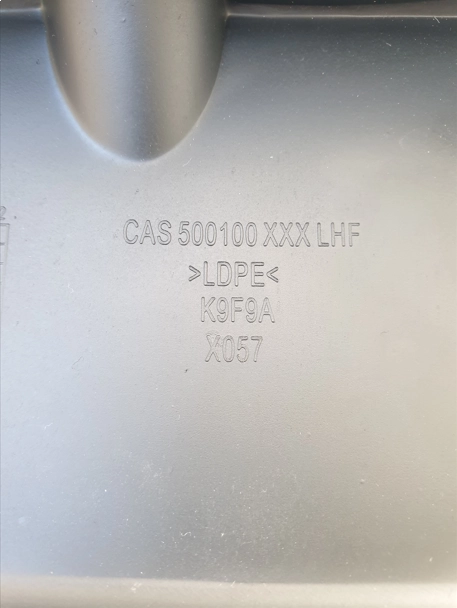 CAS 500100 XXX LHF
>LDPE<
K9F9A
X057